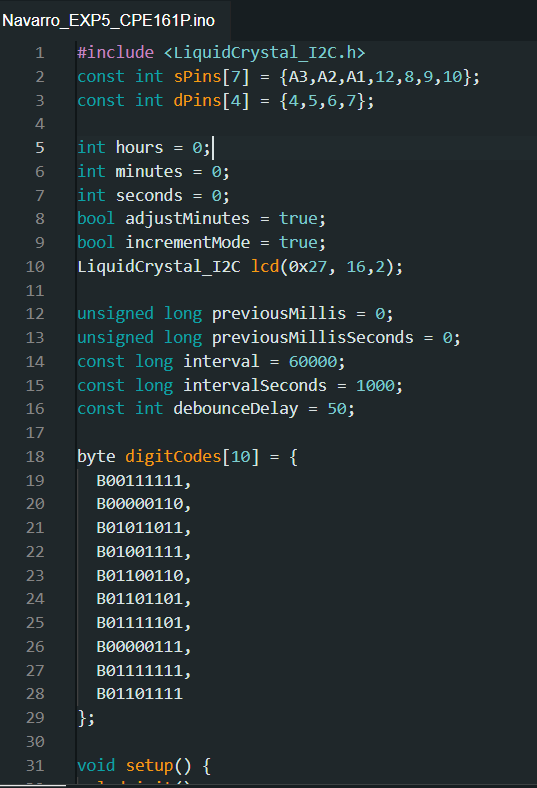 Navarro_EXP5_CPE161P.ino
1 #include <LiquidCrystal_I2C.h>
2 const int sPins[7] = {A3,A2,A1,12,8,9,10};
3 const int dPins[4] = {4,5,6,7};
4
5 int hours = 0;
6 int minutes = 0;
7 int seconds = 0;
8 bool adjustMinutes = true;
9 bool incrementMode = true;
10 LiquidCrystal_I2C lcd(0x27, 16,2);
11
12 unsigned long previousMillis = 0;
13 unsigned long previousMillisSeconds = 0;
14 const long interval = 60000;
15 const long intervalSeconds = 1000;
16 const int debounceDelay = 50;
17
18 byte digitCodes[10] = {
19 B00111111,
20 B00000110,
21 B01011011,
22 B01001111,
23 B01100110,
24 B01101101,
25 B01111101,
26 B00000111,
27 B01111111,
28 B01101111
29 };
30
31 void setup() {